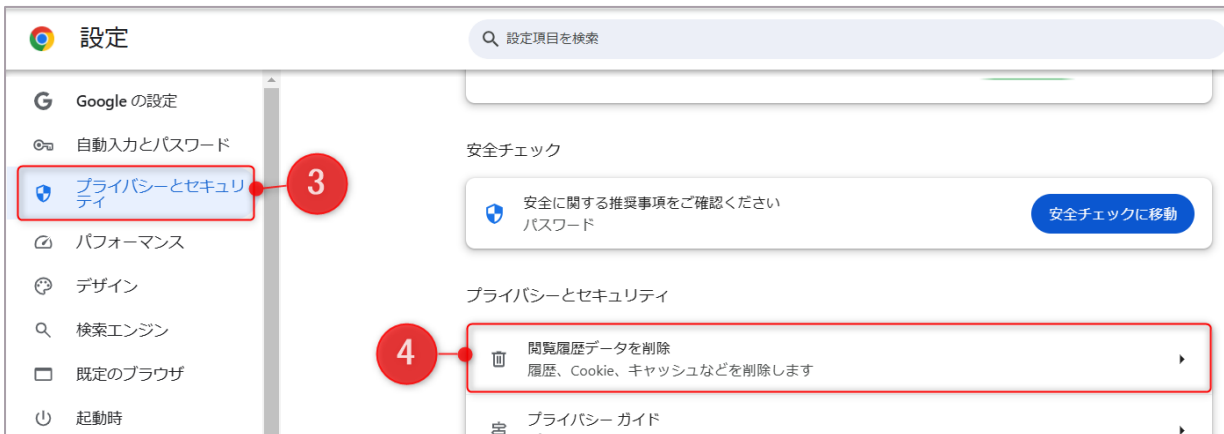 設定
設定項目を検索
Google の設定
自動入力とパスワード
プライバシーとセキュリ
ティ
3
パフォーマンス
デザイン
検索エンジン
既定のブラウザ
起動時
安全チェック
安全に関する推奨事項をご確認ください
パスワード
安全チェックに移動
プライバシーとセキュリティ
4
閲覧履歴データを削除
履歴、Cookie、キャッシュなどを削除します
プライバシー ガイド